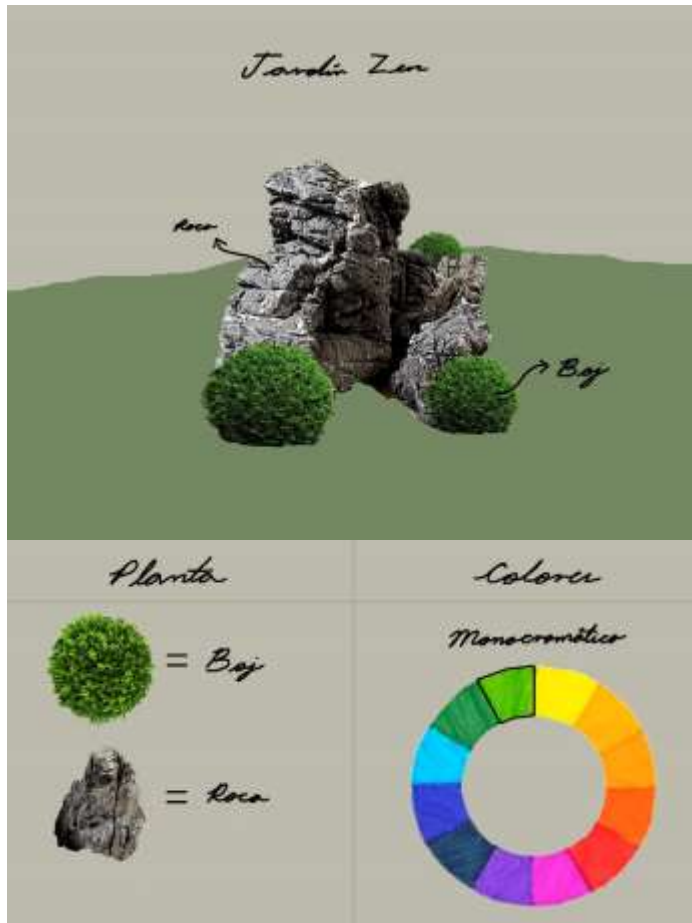 Jardín Zen
Roca
Boj
Planta
Colores
= Boj
Monocromático
= Roca